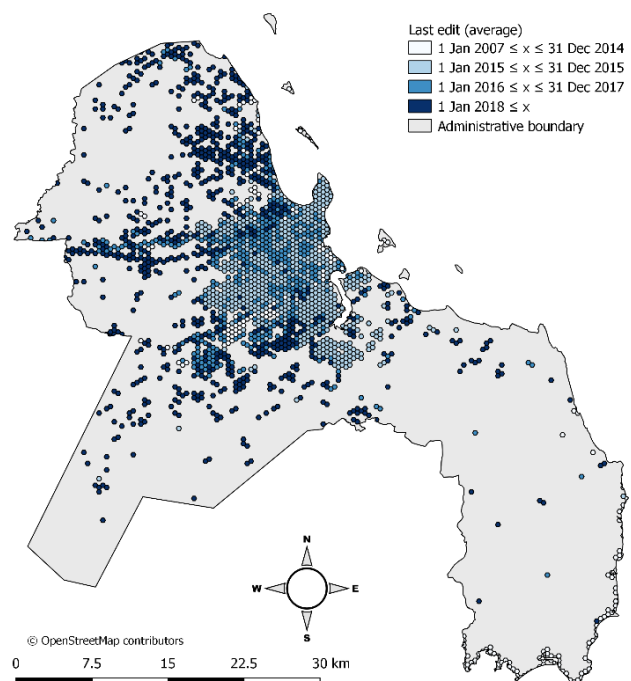 Last edit (average)
1 Jan 2007 ≤ x ≤ 31 Dec 2014
1 Jan 2015 ≤ x ≤ 31 Dec 2015
1 Jan 2016 ≤ x ≤ 31 Dec 2017
1 Jan 2018 ≤ x
Administrative boundary
N
W E
S
© OpenStreetMap contributors
0 7.5 15 22.5 30 km